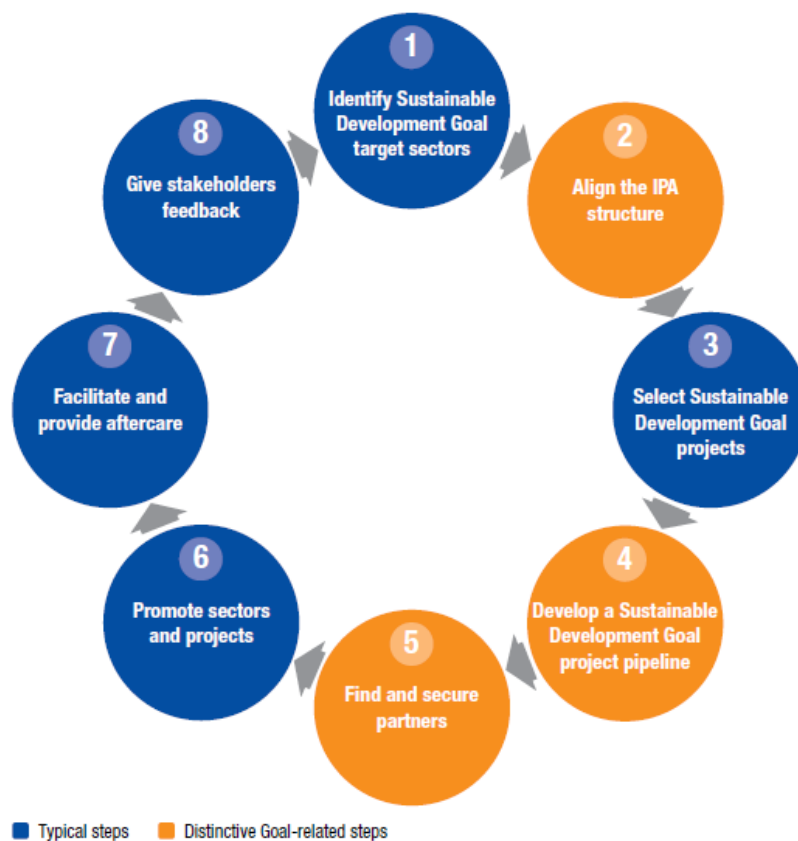 1
Identify Sustainable
Development Goal
target sectors
2
Align the IPA
structure
3
Select Sustainable
Development Goal
projects
4
Develop a Sustainable
Development Goal
project pipeline
5
Find and secure
partners
6
Promote sectors
and projects
7
Facilitate and
provide aftercare
8
Give stakeholders
feedback
Typical steps
Distinctive Goal-related steps